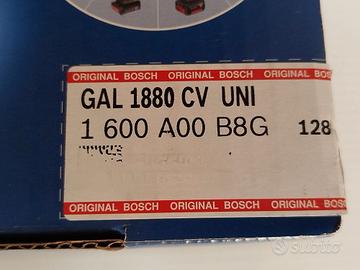 ORIGINAL BOSCH ORIGINAL BOSCH ORIGINAL BOSCH
GAL 1880 CV UNI
1 600 A00 B8G 128
ORIGINAL BOSCH ORIGINAL BOSCH ORIGINAL BOSCH
subito